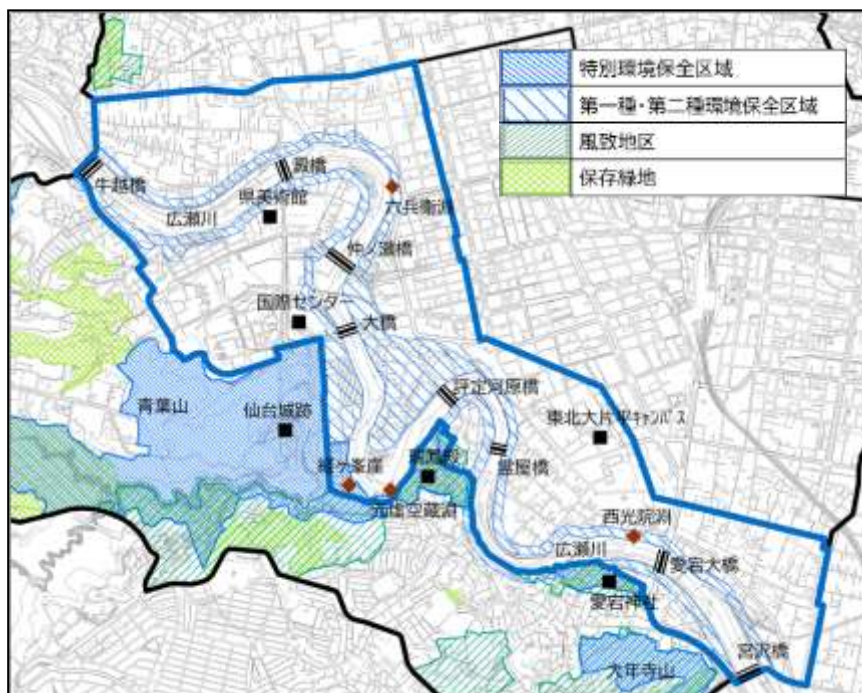 特別環境保全区域
第一種・第二種環境保全区域
風致地区
保存緑地
牛越橋
澱橋
県美術館
広瀬川
六兵衛淵
仲ノ瀬橋
国際センター
大橋
青葉山
仙台城跡
評定河原橋
東北大片平キャンパス
霊屋橋
西光院淵
広瀬川
愛宕大橋
愛宕神社
宮沢橋
大年寺山